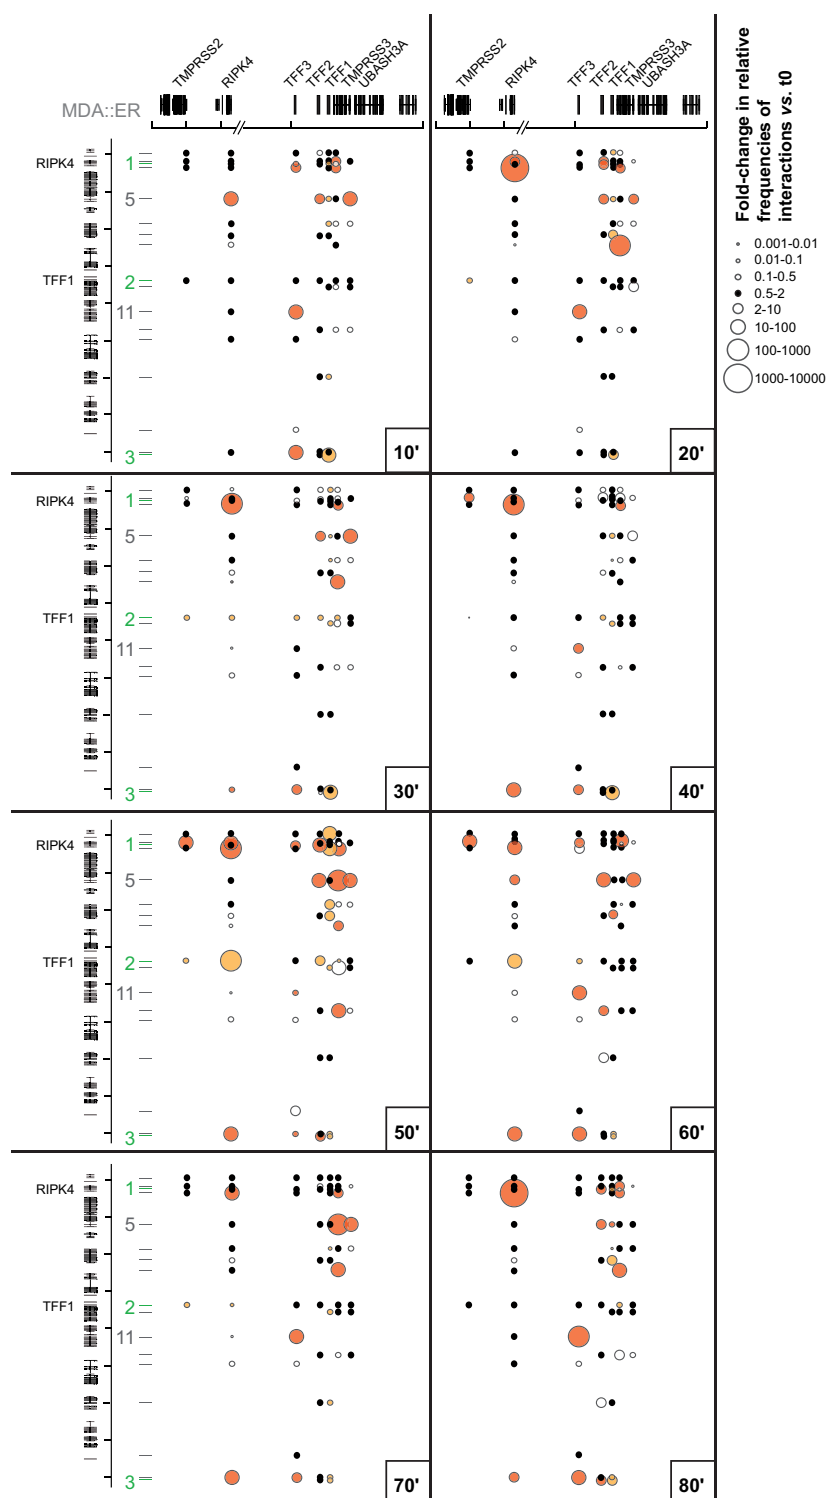 TMPRSS2
RIPK4
TFF3
TFF2
TFF1
TMPRSS3
UBASH3A
TMPRSS2
RIPK4
TFF3
TFF2
TFF1
TMPRSS3
UBASH3A
MDA::ER
Fold-change in relative
frequencies of
interactions vs. t0
0.001-0.01
0.01-0.1
0.1-0.5
0.5-2
2-10
10-100
100-1000
1000-10000
RIPK4
1
5
TFF1
2
11
3
10'
20'
RIPK4
1
5
TFF1
2
11
3
30'
40'
RIPK4
1
5
TFF1
2
11
3
50'
60'
RIPK4
1
5
TFF1
2
11
3
70'
80'